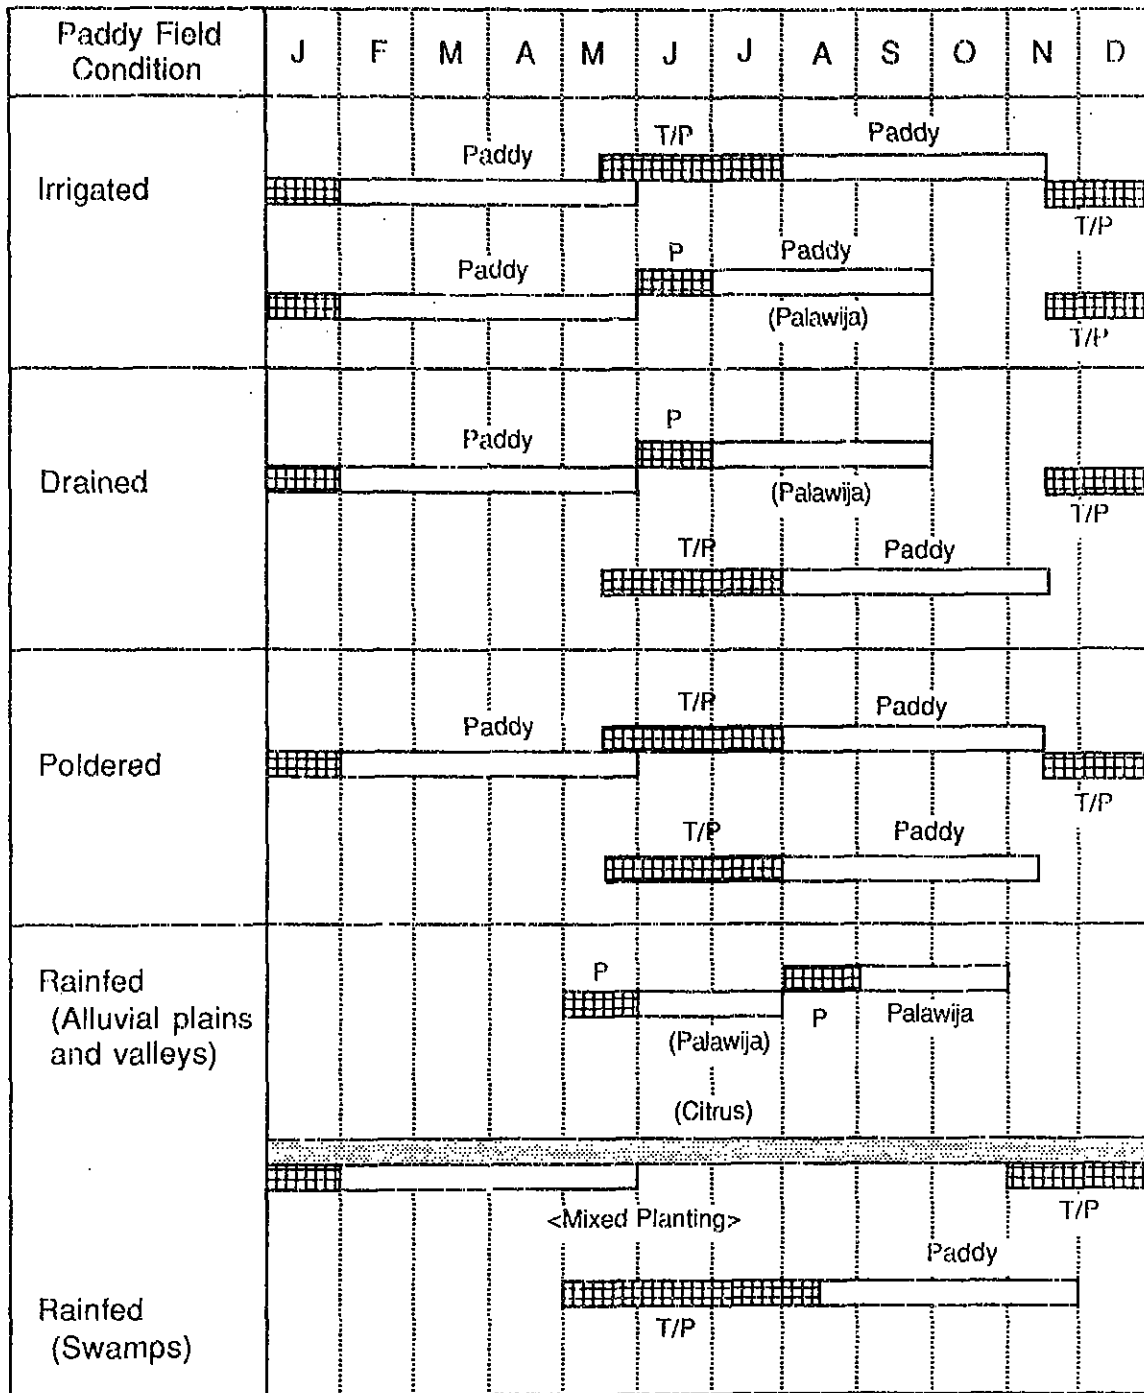 Paddy Field
Condition
J F M A M J J A S O N D
Irrigated
Paddy T/P Paddy
T/P
Paddy P Paddy
(Palawija)
T/P
Drained
Paddy P
(Palawija)
T/P
T/P Paddy
Poldered
Paddy T/P Paddy
T/P
T/P Paddy
Rainfed
(Alluvial plains
and valleys)
P
(Palawija) P Palawija
(Citrus)
<Mixed Planting> T/P
Rainfed
(Swamps)
Paddy
T/P